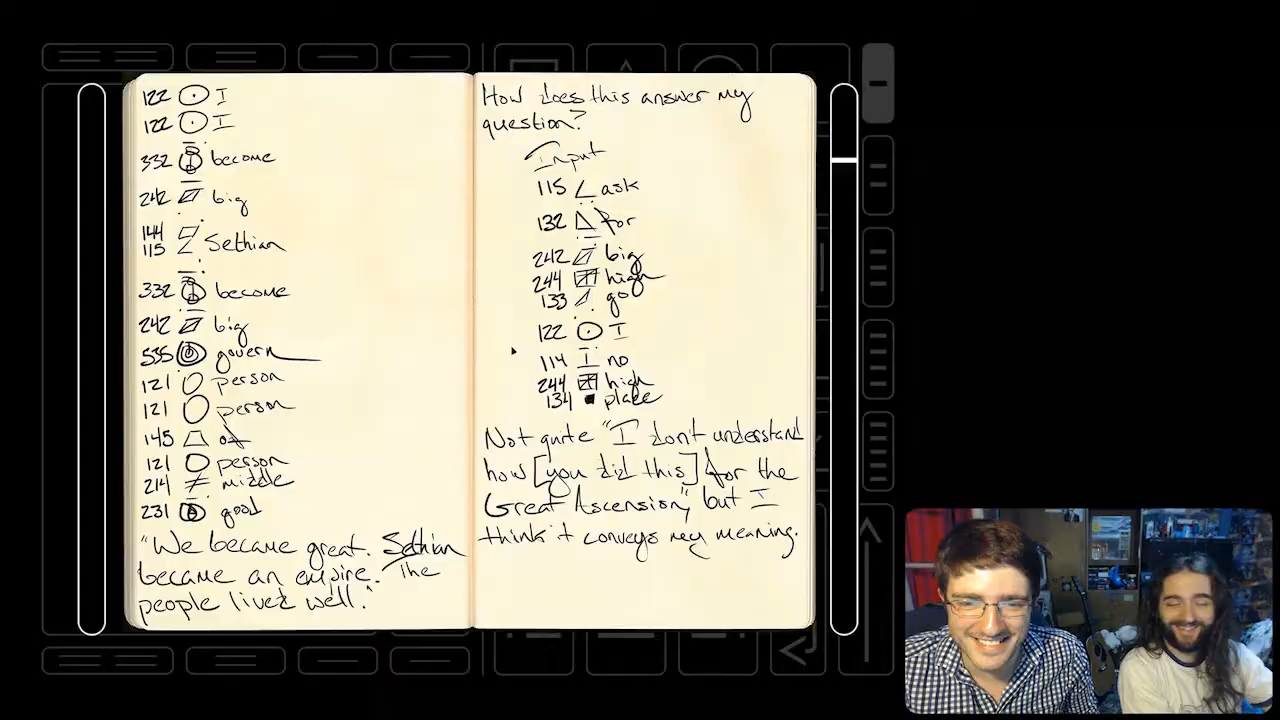 122 I
122 I
332 become
242 big
144
115 Sethian
332 become
242 big
535 govern
121 person
121 person
145 of
121 person
214 middle
231 good
"We became great. Sethian
became an empire. The
people lived well."
How does this answer my
question?
Input
115 ask
132 for
242 big
244 high
133 go
122 I
114 no
244 high
134 place
Not quite "I don't understand
how [you did this] for the
Great Ascension," but I
think it conveys my meaning.